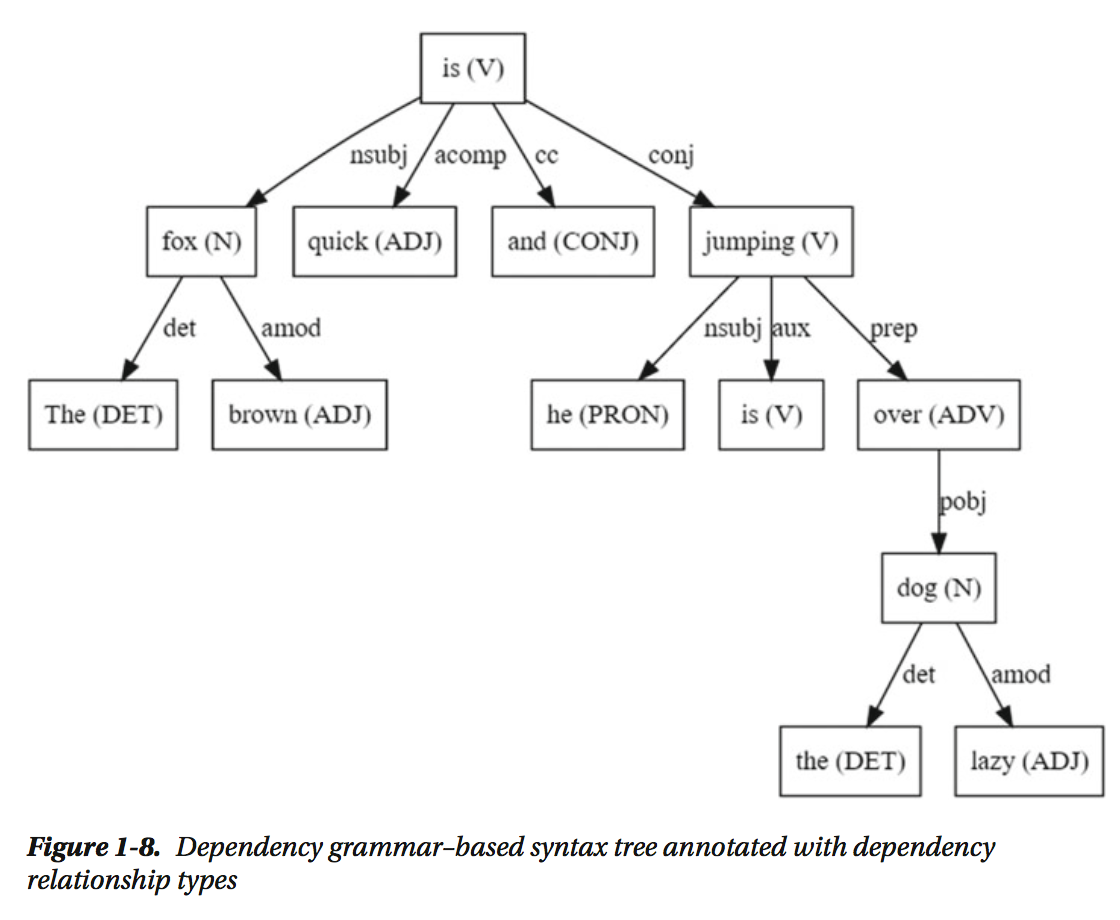 is (V)
nsubj acomp cc conj
fox (N) quick (ADJ) and (CONJ) jumping (V)
det amod nsubj aux prep
The (DET) brown (ADJ) he (PRON) is (V) over (ADV)
pobj
dog (N)
det amod
the (DET) lazy (ADJ)
Figure 1-8. Dependency grammar–based syntax tree annotated with dependency
relationship types